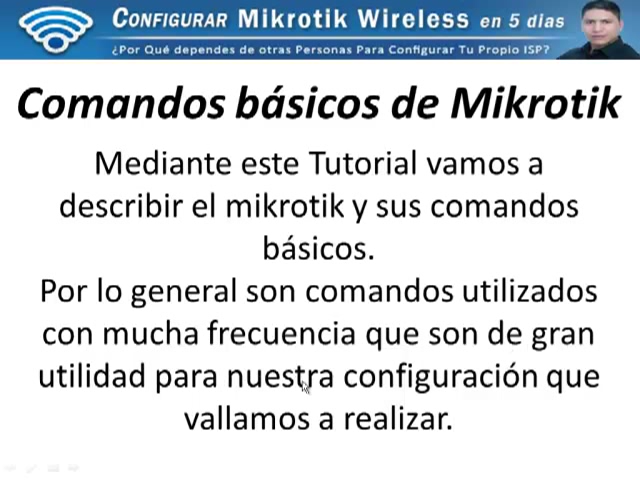 CONFIGURAR Mikrotik Wireless en 5 dias
¿Por Qué dependes de otras Personas Para Configurar Tu Propio ISP?
Comandos básicos de Mikrotik
Mediante este Tutorial vamos a
describir el mikrotik y sus comandos
básicos.
Por lo general son comandos utilizados
con mucha frecuencia que son de gran
utilidad para nuestra configuración que
vallamos a realizar.